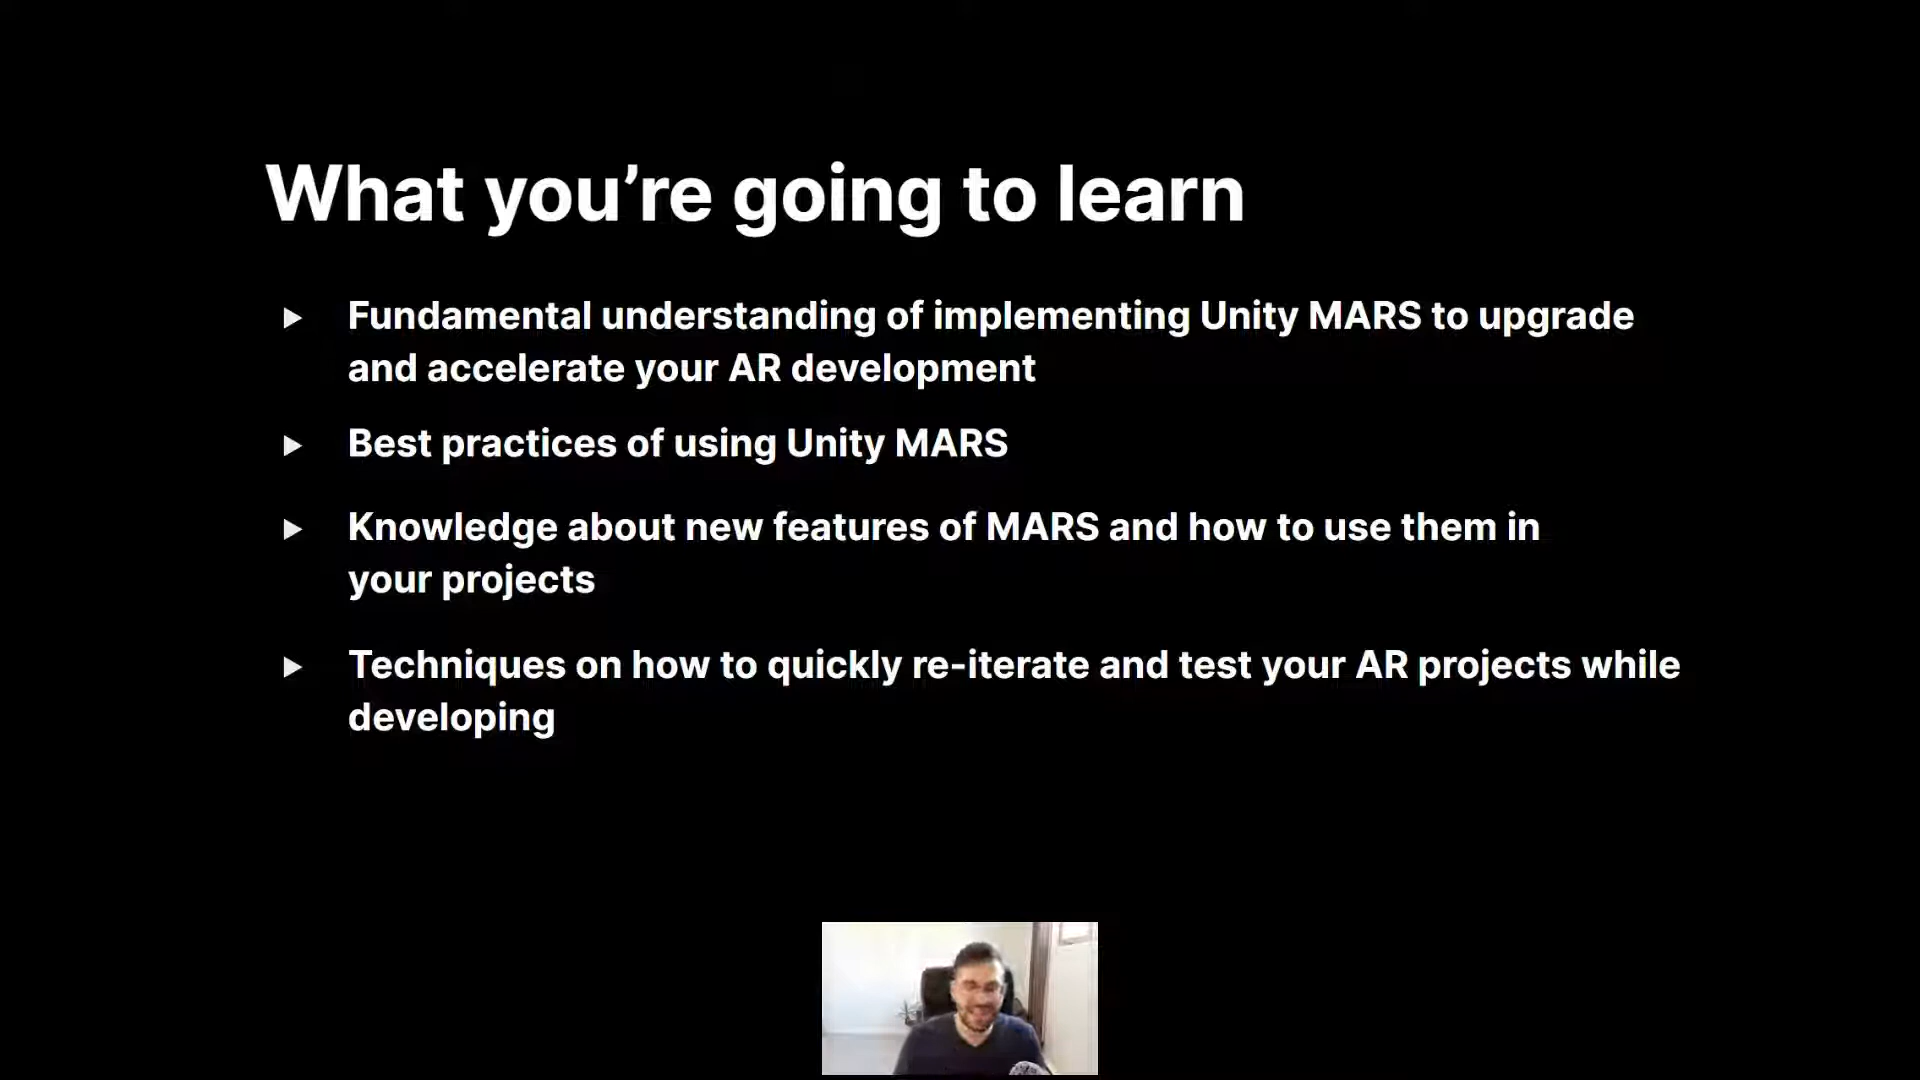 What you’re going to learn
▶ Fundamental understanding of implementing Unity MARS to upgrade
and accelerate your AR development
▶ Best practices of using Unity MARS
▶ Knowledge about new features of MARS and how to use them in
your projects
▶ Techniques on how to quickly re-iterate and test your AR projects while
developing